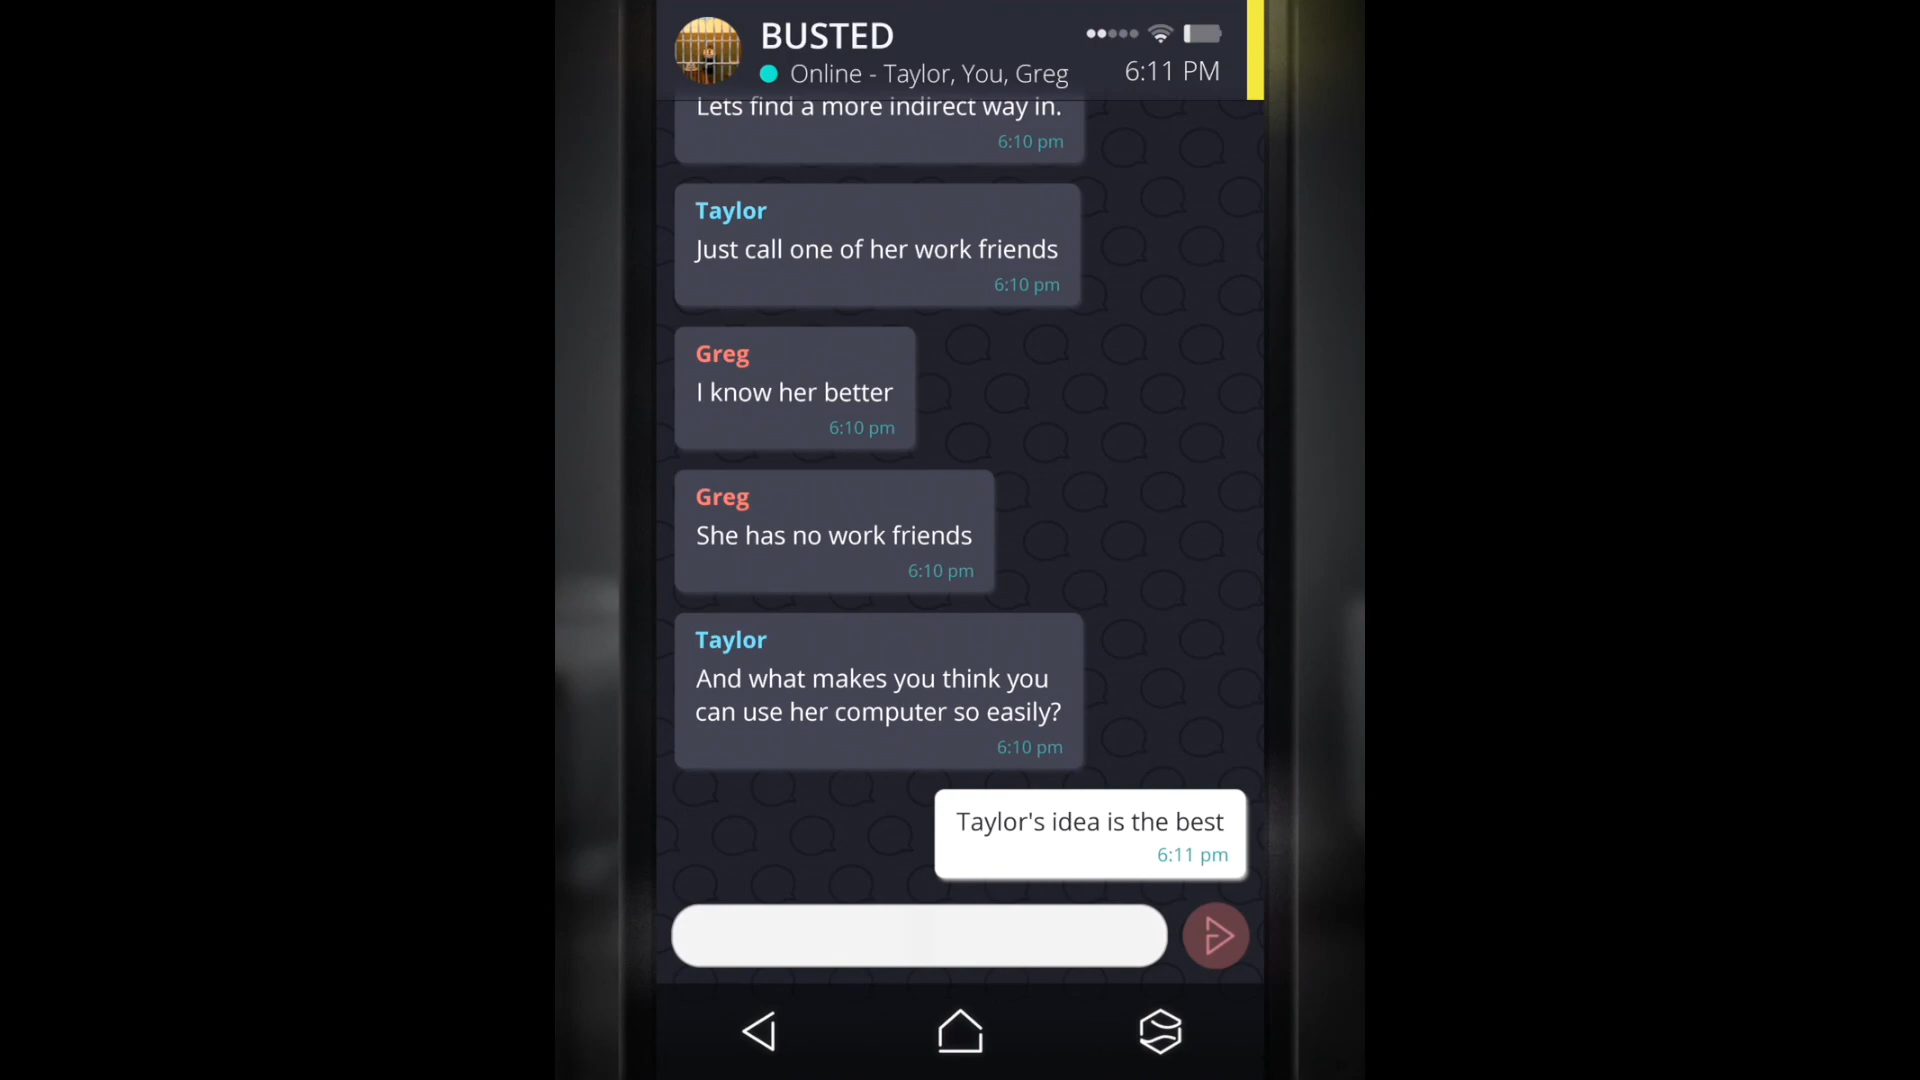 BUSTED
Online - Taylor, You, Greg
6:11 PM
Lets find a more indirect way in.
6:10 pm
Taylor
Just call one of her work friends
6:10 pm
Greg
I know her better
6:10 pm
Greg
She has no work friends
6:10 pm
Taylor
And what makes you think you
can use her computer so easily?
6:10 pm
Taylor's idea is the best
6:11 pm